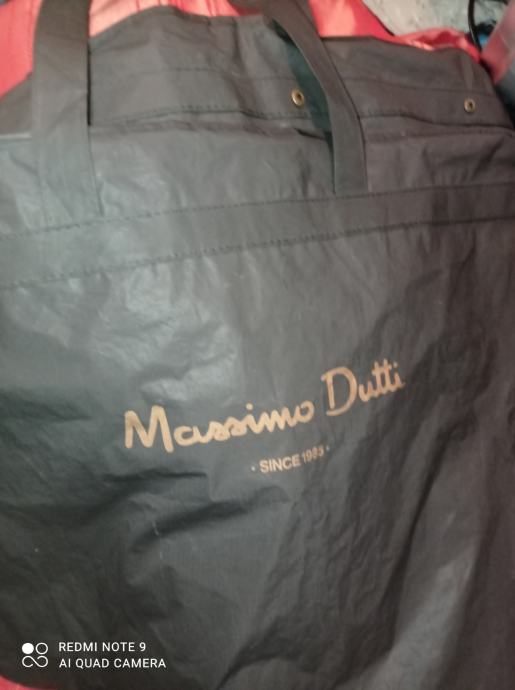 Massimo Dutti
· SINCE 1985 ·
REDMI NOTE 9
AI QUAD CAMERA